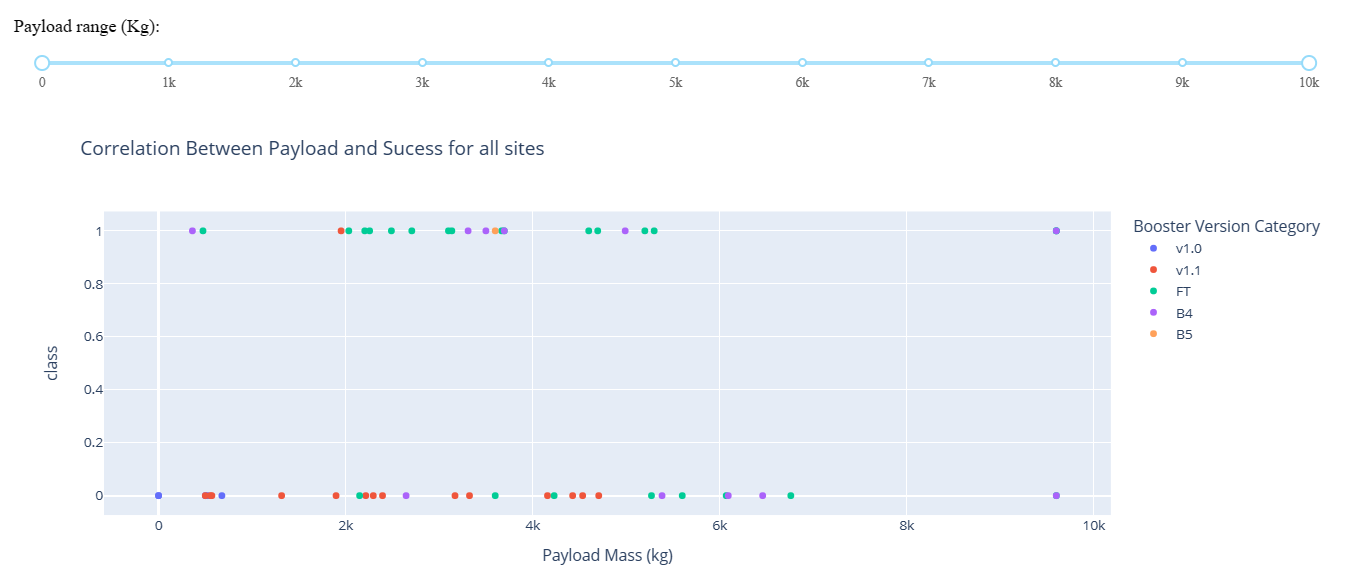 Payload range (Kg):
0 1k 2k 3k 4k 5k 6k 7k 8k 9k 10k
Correlation Between Payload and Sucess for all sites
Booster Version Category
v1.0
v1.1
FT
B4
B5
1
0.8
0.6
0.4
0.2
0
class
0 2k 4k 6k 8k 10k
Payload Mass (kg)